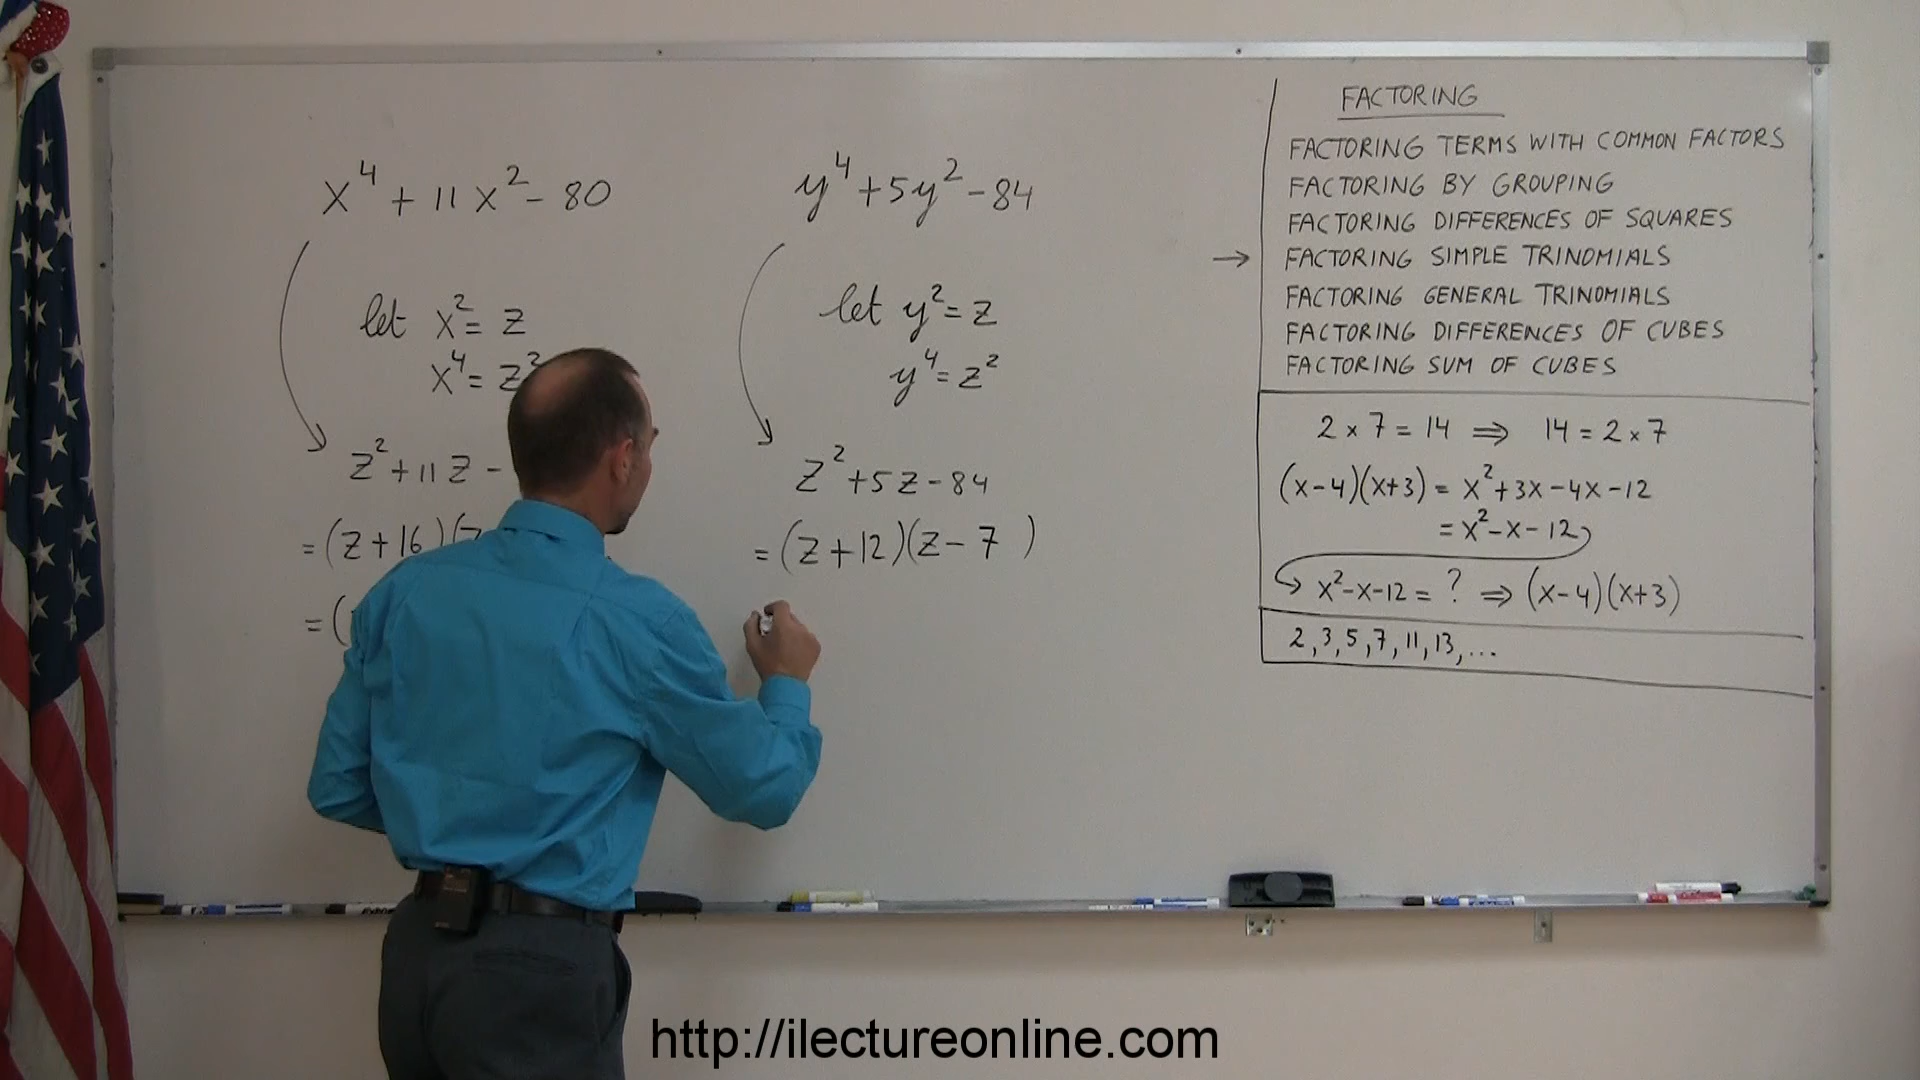 x⁴ + 11x² - 80
let x² = z
x⁴ = z²
z² + 11z -
= (z + 16)(z
= (
y⁴ + 5y² - 84
let y² = z
y⁴ = z²
z² + 5z - 84
= (z + 12)(z - 7 )
FACTORING
FACTORING TERMS WITH COMMON FACTORS
FACTORING BY GROUPING
FACTORING DIFFERENCES OF SQUARES
→ FACTORING SIMPLE TRINOMIALS
FACTORING GENERAL TRINOMIALS
FACTORING DIFFERENCES OF CUBES
FACTORING SUM OF CUBES
2 × 7 = 14 ⇒ 14 = 2 × 7
(x-4)(x+3) = x² + 3x - 4x - 12
= x² - x - 12
x² - x - 12 = ? ⇒ (x-4)(x+3)
2, 3, 5, 7, 11, 13, ...
http://ilectureonline.com